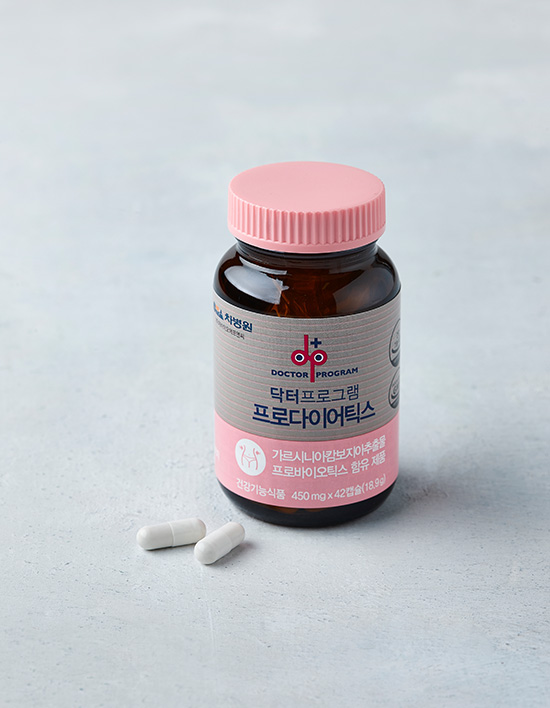 차병원
dp
DOCTOR PROGRAM
닥터프로그램
프로다이어틱스
가르시니아캄보지아추출물
프로바이오틱스 함유 제품
건강기능식품 450 mg x 42캡슐(18.9g)